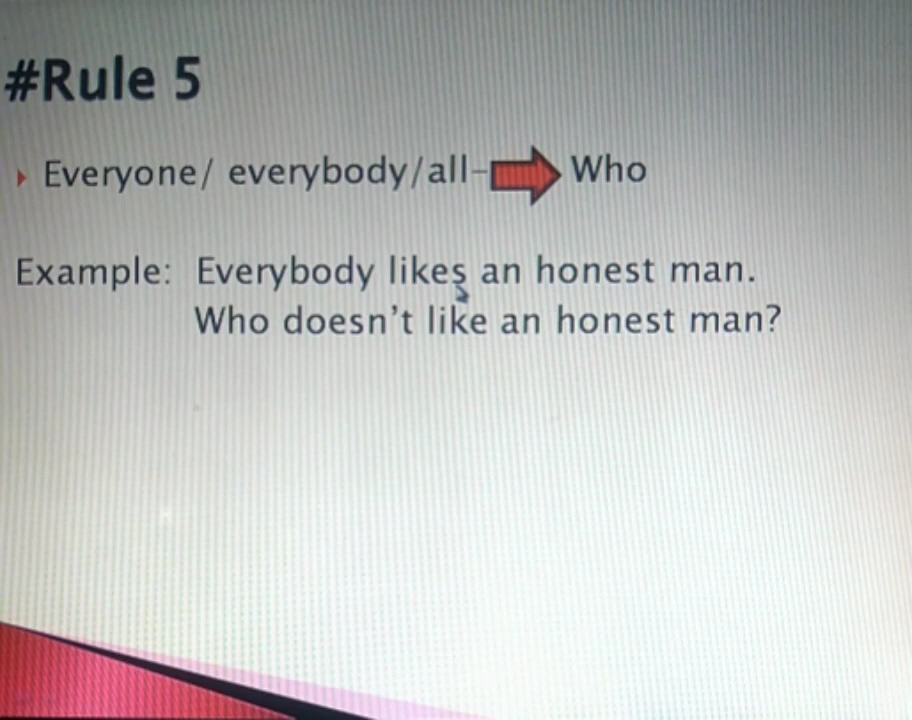 #Rule 5
Everyone/ everybody/all- Who
Example: Everybody likes an honest man.
Who doesn't like an honest man?